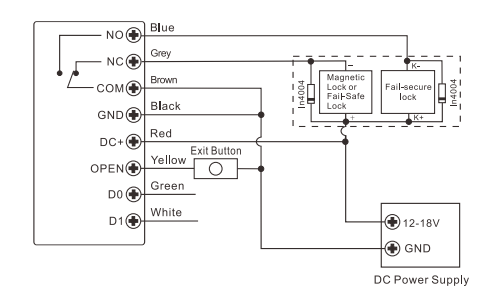 NO Blue
NC Grey
COM Brown
GND Black
DC+ Red
OPEN Yellow
Exit Button
D0 Green
D1 White
In4004
−
Magnetic
Lock or
Fail-Safe
Lock
+
K-
Fail-secure
lock
K+
In4004
12-18V
GND
DC Power Supply